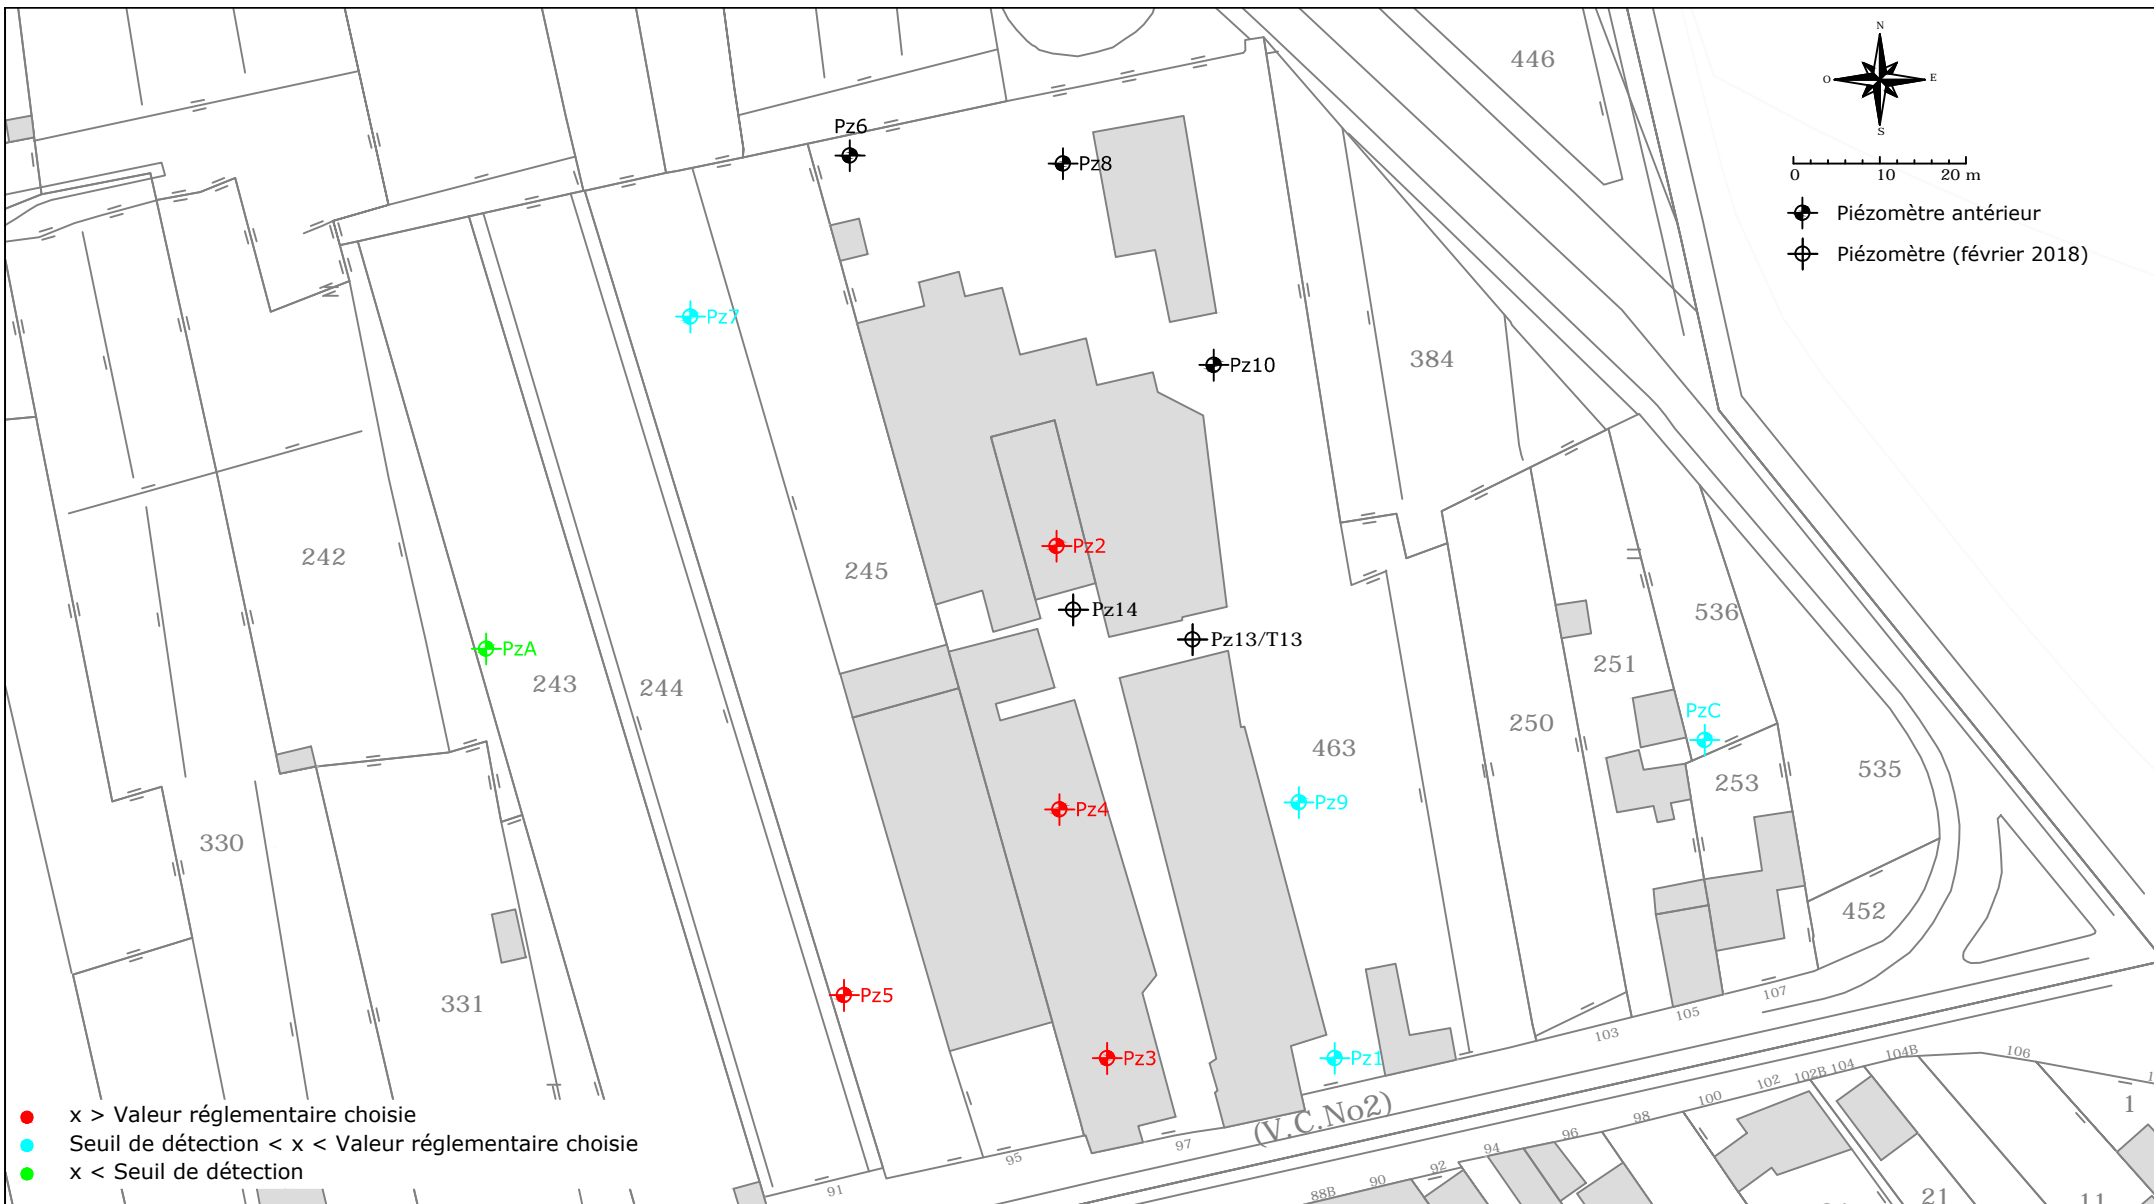 446
N
O
E
S
0 10 20 m
Piézomètre antérieur
Piézomètre (février 2018)
Pz6
Pz8
Pz7
Pz10
384
242
245
Pz2
Pz14
Pz13/T13
536
251
PzA
243
244
250
463
PzC
253
535
Pz4
Pz9
330
452
331
Pz5
Pz3
Pz1
107
105
103
(V.C.No2)
97
95
91
106
104B
104
102B
102
100
98
96
94
92
90
88B
1
21
11
x > Valeur réglementaire choisie
Seuil de détection < x < Valeur réglementaire choisie
x < Seuil de détection